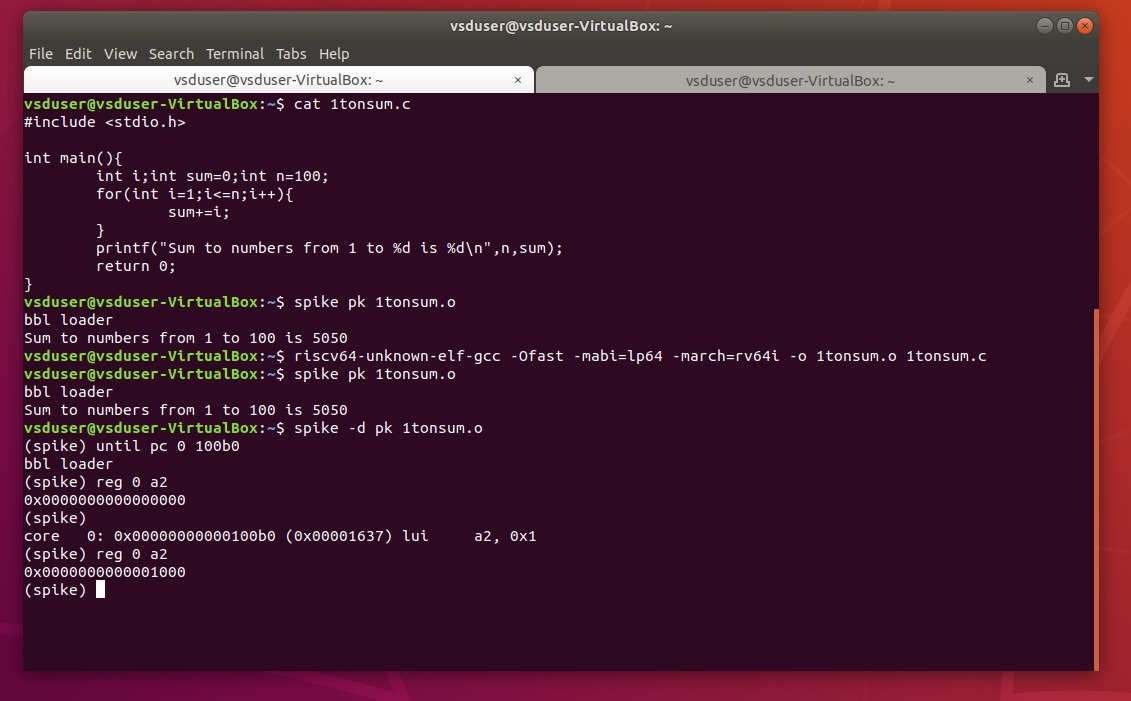 vsduser@vsduser-VirtualBox: ~
File Edit View Search Terminal Tabs Help
vsduser@vsduser-VirtualBox: ~ × vsduser@vsduser-VirtualBox: ~ ×
vsduser@vsduser-VirtualBox:~$ cat 1tonsum.c
#include <stdio.h>

int main(){
        int i;int sum=0;int n=100;
        for(int i=1;i<=n;i++){
                sum+=i;
        }
        printf("Sum to numbers from 1 to %d is %d\n",n,sum);
        return 0;
}
vsduser@vsduser-VirtualBox:~$ spike pk 1tonsum.o
bbl loader
Sum to numbers from 1 to 100 is 5050
vsduser@vsduser-VirtualBox:~$ riscv64-unknown-elf-gcc -Ofast -mabi=lp64 -march=rv64i -o 1tonsum.o 1tonsum.c
vsduser@vsduser-VirtualBox:~$ spike pk 1tonsum.o
bbl loader
Sum to numbers from 1 to 100 is 5050
vsduser@vsduser-VirtualBox:~$ spike -d pk 1tonsum.o
(spike) until pc 0 100b0
bbl loader
(spike) reg 0 a2
0x0000000000000000
(spike)
core   0: 0x00000000000100b0 (0x00001637) lui     a2, 0x1
(spike) reg 0 a2
0x0000000000001000
(spike)